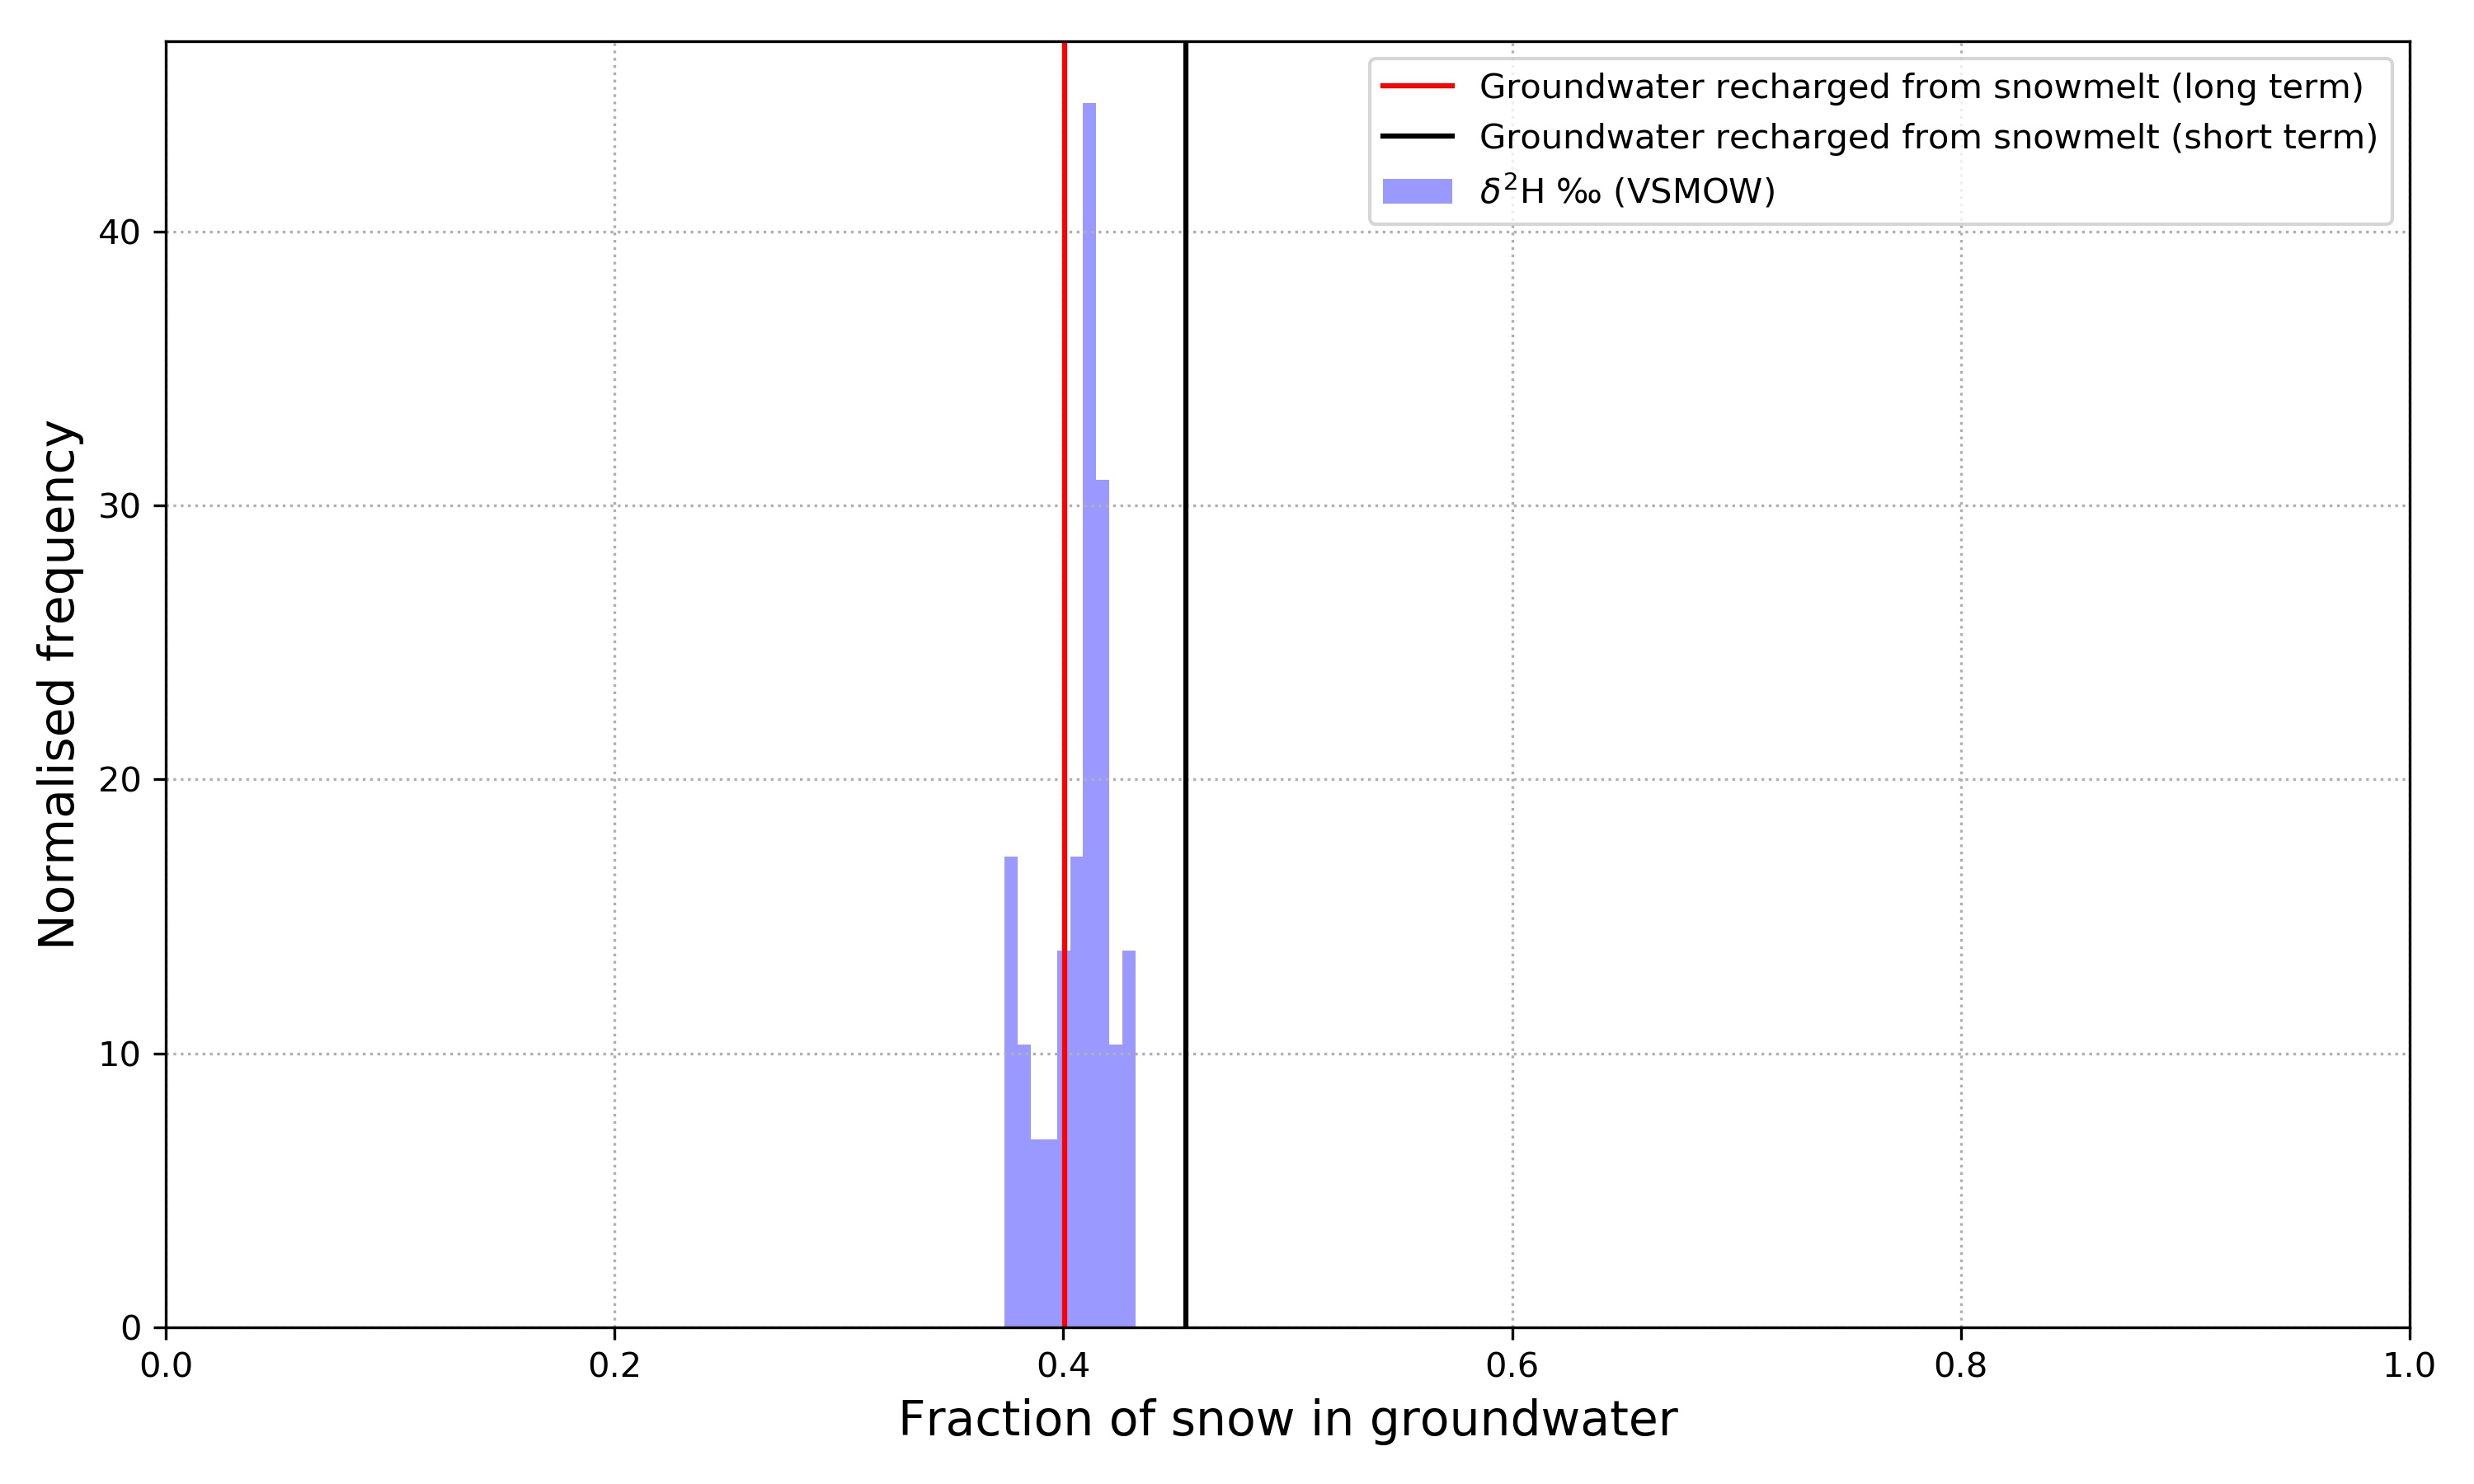 Groundwater recharged from snowmelt (long term)
Groundwater recharged from snowmelt (short term)
δ²H ‰ (VSMOW)
Normalised frequency
40
30
20
10
0
0.0 0.2 0.4 0.6 0.8 1.0
Fraction of snow in groundwater